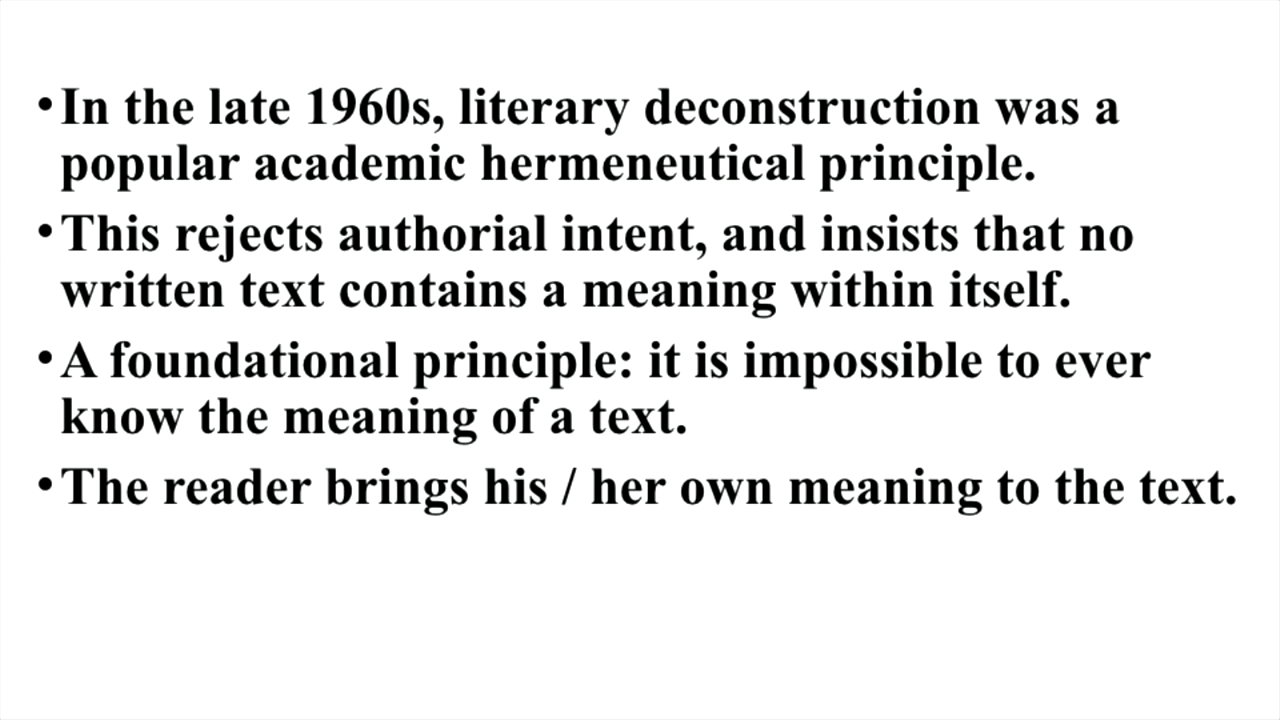 •In the late 1960s, literary deconstruction was a
popular academic hermeneutical principle.
•This rejects authorial intent, and insists that no
written text contains a meaning within itself.
•A foundational principle: it is impossible to ever
know the meaning of a text.
•The reader brings his / her own meaning to the text.